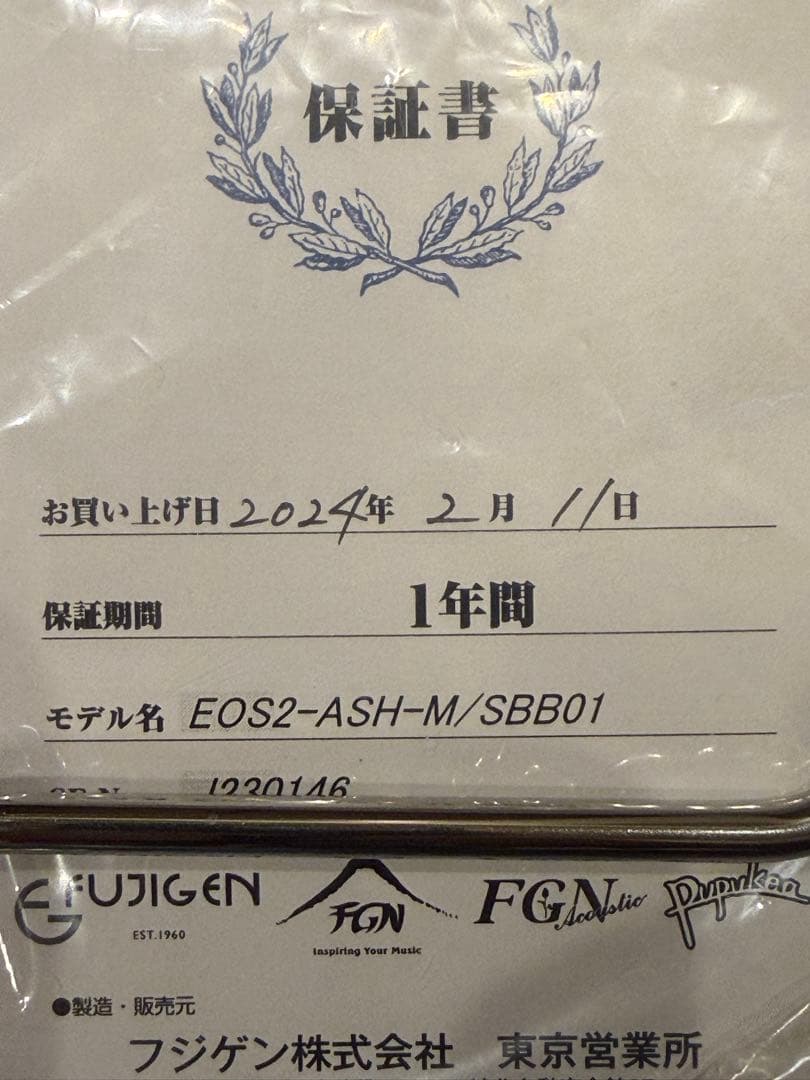 保証書
お買い上げ日 2024年 2月 11日
保証期間 1年間
モデル名 EOS2-ASH-M/SBB01
J230146
FUJIGEN
EST.1960
FGN
Inspiring Your Music
FGN
Acoustic
Pupukea
●製造・販売元
フジゲン株式会社 東京営業所